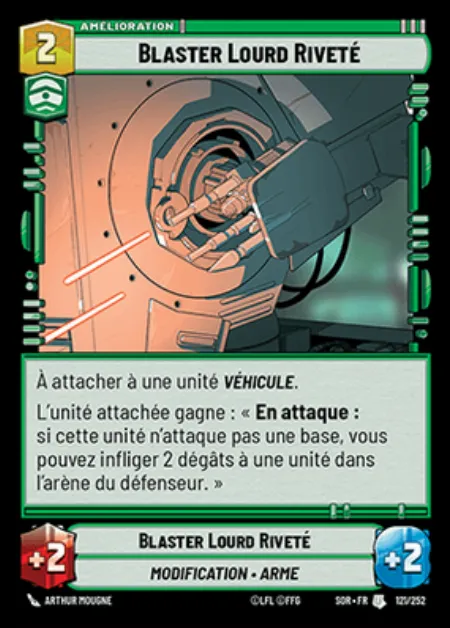 AMÉLIORATION
2
BLASTER LOURD RIVETÉ
À attacher à une unité VÉHICULE.
L'unité attachée gagne : « En attaque :
si cette unité n'attaque pas une base, vous
pouvez infliger 2 dégâts à une unité dans
l'arène du défenseur. »
+2
BLASTER LOURD RIVETÉ
+2
MODIFICATION • ARME
ARTHUR MOUGNE
©LFL ©FFG
SOR • FR
121/252